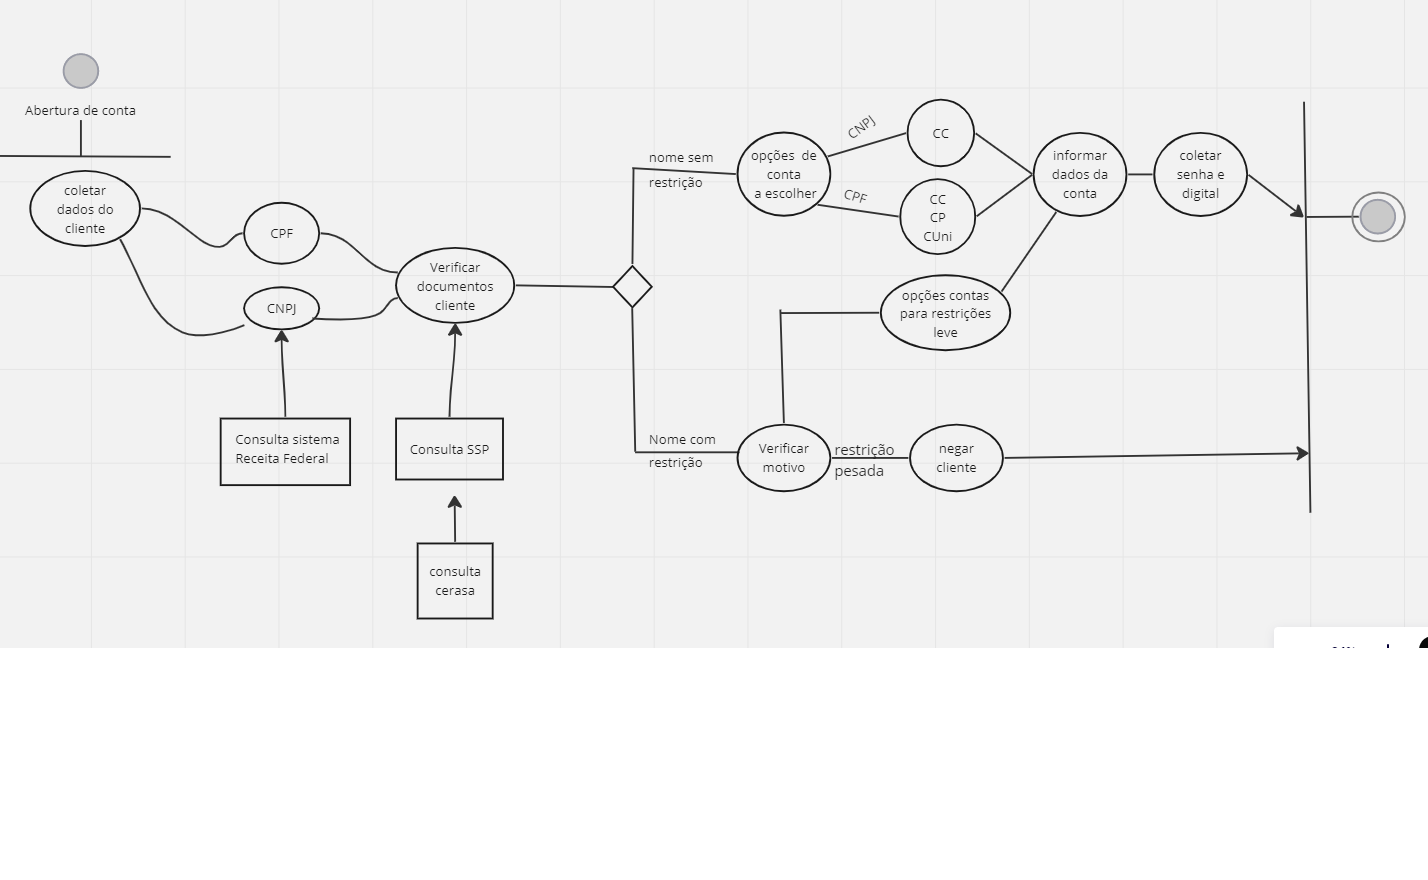 Abertura de conta
coletar
dados do
cliente
CPF
CNPJ
Consulta sistema
Receita Federal
Verificar
documentos
cliente
Consulta SSP
consulta
cerasa
nome sem
restrição
Nome com
restrição
opções de
conta
a escolher
CNPJ
CPF
CC
CC
CP
CUni
informar
dados da
conta
coletar
senha e
digital
opções contas
para restrições
leve
Verificar
motivo
restrição
pesada
negar
cliente